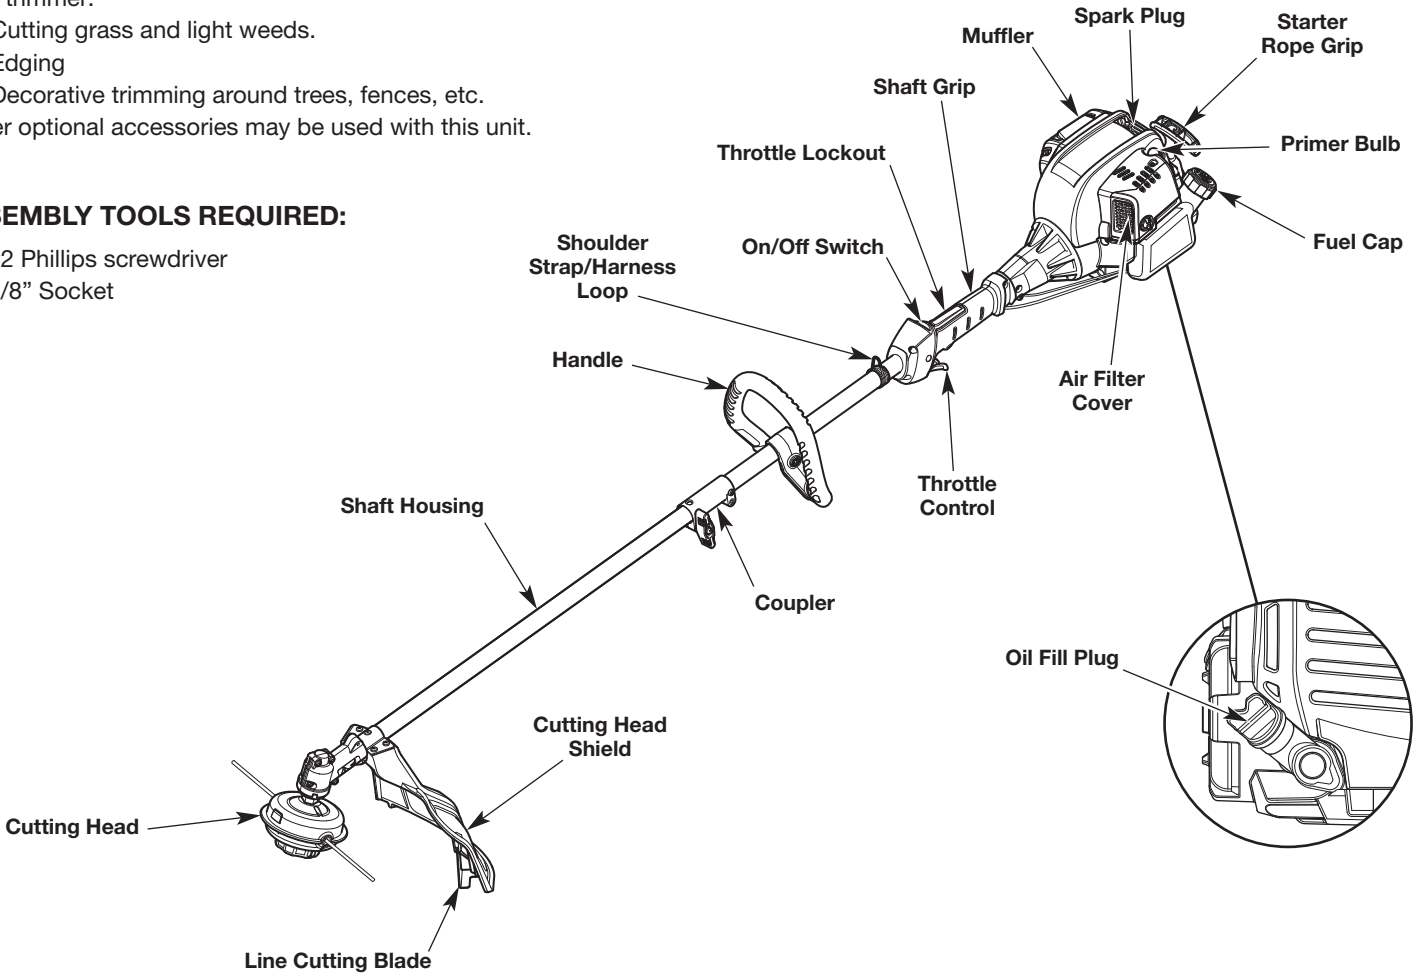 trimmer:
Cutting grass and light weeds.
Edging
Decorative trimming around trees, fences, etc.
er optional accessories may be used with this unit.
SEMBLY TOOLS REQUIRED:
2 Phillips screwdriver
/8” Socket
Spark Plug
Starter
Rope Grip
Muffler
Shaft Grip
Primer Bulb
Throttle Lockout
Fuel Cap
Shoulder
Strap/Harness
Loop
On/Off Switch
Handle
Air Filter
Cover
Throttle
Control
Shaft Housing
Coupler
Oil Fill Plug
Cutting Head
Shield
Cutting Head
Line Cutting Blade